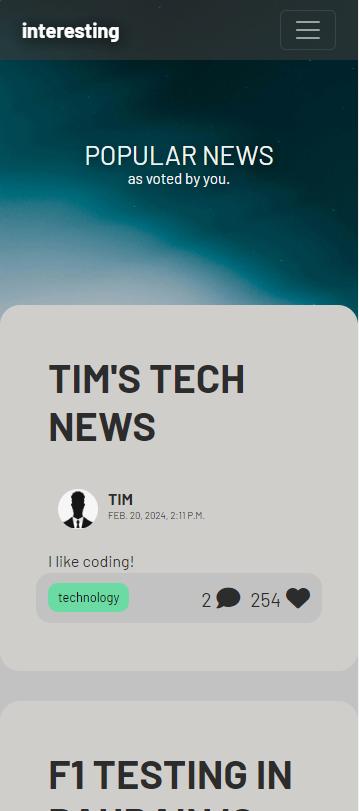 interesting
POPULAR NEWS
as voted by you.
TIM'S TECH
NEWS
TIM
FEB. 20, 2024, 2:11 P.M.
I like coding!
technology
2
254
F1 TESTING IN